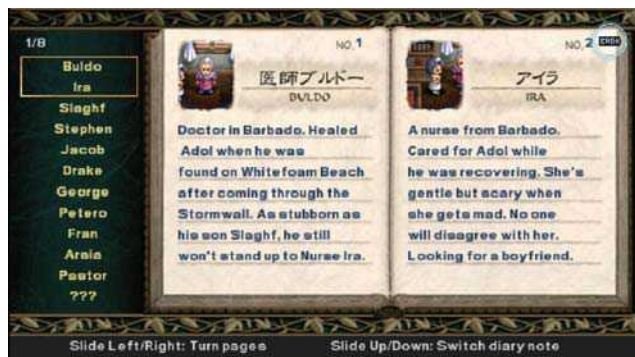 1/8
Buldo
Ira
Slaghf
Stephen
Jacob
Drake
George
Petero
Fran
Arnia
Pastor
???
NO.1
医師ブルドー
BULDO
Doctor in Barbado. Healed
Adol when he was
found on Whitefoam Beach
after coming through the
Stormwall. As stubborn as
his son Slaghf, he still
won't stand up to Nurse Ira.
NO.2
アイラ
IRA
A nurse from Barbado.
Cared for Adol while
he was recovering. She's
gentle but scary when
she gets mad. No one
will disagree with her.
Looking for a boyfriend.
Slide Left/Right: Turn pages
Slide Up/Down: Switch diary note